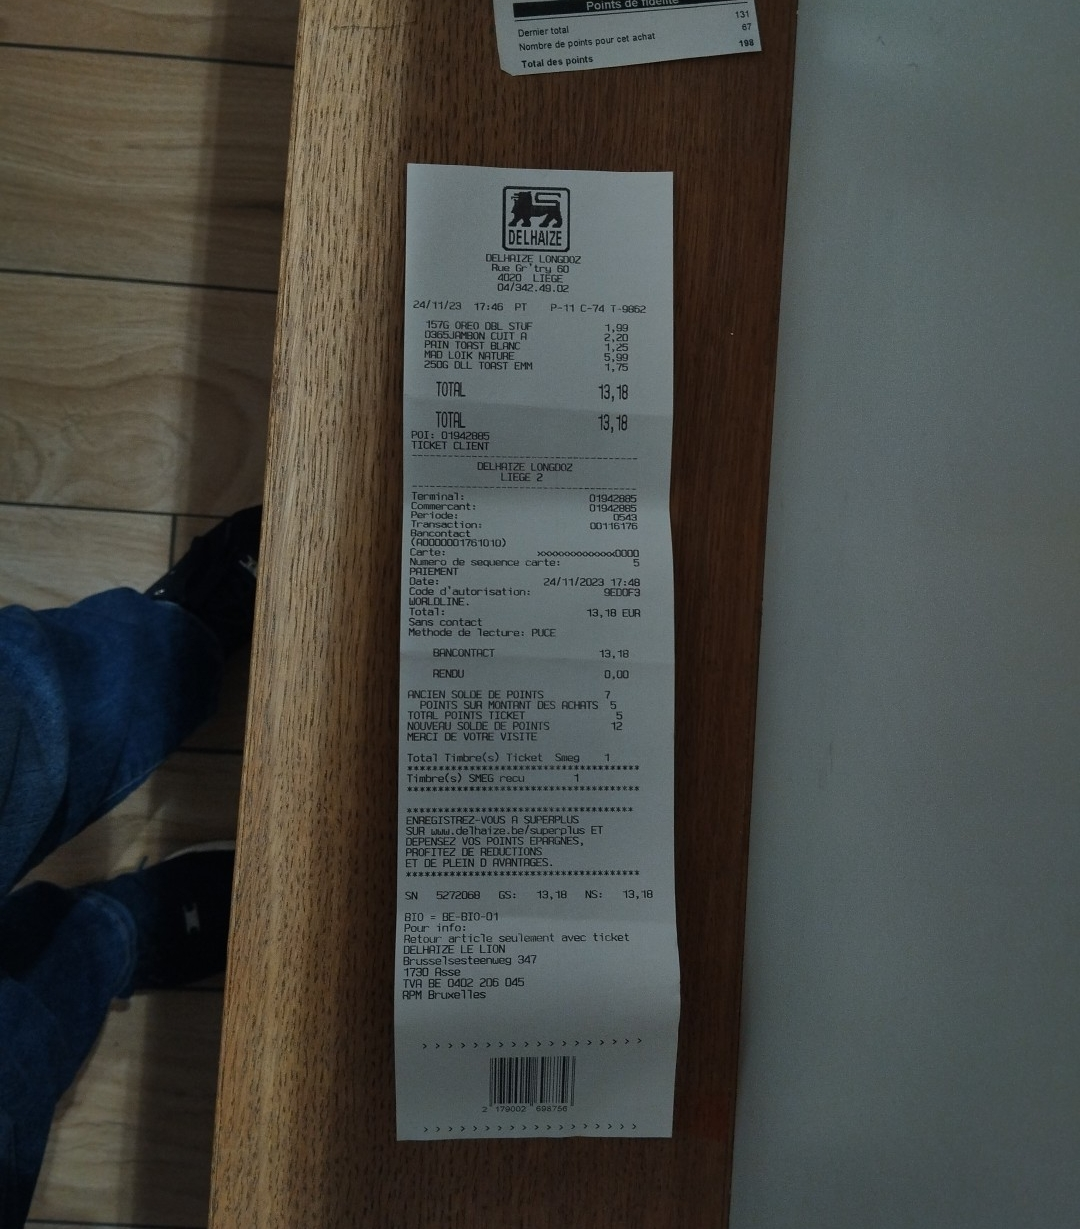 Points de fidélité
Dernier total 131
Nombre de points pour cet achat 67
Total des points 198
DELHAIZE
DELHAIZE LONGDOZ
Rue Gr'try 60
4020 LIEGE
04/342.49.02
24/11/23 17:46 PT P-11 C-74 T-9862
157G OREO DBL STUF 1,99
0365JAMBON CUIT A 2,20
PAIN TOAST BLANC 1,25
MAD LOIK NATURE 5,99
250G DLL TOAST EMM 1,75
TOTAL 13,18
TOTAL 13,18
POI: 01942885
TICKET CLIENT
DELHAIZE LONGDOZ
LIEGE 2
Terminal: 01942885
Commercant: 01942885
Periode: 0543
Transaction: 00116176
Bancontact
(A0000001761010)
Carte: xxxxxxxxxxxxx0000
Numero de sequence carte: 5
PAIEMENT
Date: 24/11/2023 17:48
Code d'autorisation: 9ED0F3
WORLDLINE.
Total: 13,18 EUR
Sans contact
Methode de lecture: PUCE
BANCONTACT 13,18
RENDU 0,00
ANCIEN SOLDE DE POINTS 7
POINTS SUR MONTANT DES ACHATS 5
TOTAL POINTS TICKET 5
NOUVEAU SOLDE DE POINTS 12
MERCI DE VOTRE VISITE
Total Timbre(s) Ticket Smeg 1
****************************************
Timbre(s) SMEG recu 1
****************************************
***************************************
ENREGISTREZ-VOUS A SUPERPLUS
SUR www.delhaize.be/superplus ET
DEPENSEZ VOS POINTS EPARGNES,
PROFITEZ DE REDUCTIONS
ET DE PLEIN D AVANTAGES.
****************************************
SN 5272068 GS: 13,18 NS: 13,18
BIO = BE-BIO-01
Pour info:
Retour article seulement avec ticket
DELHAIZE LE LION
Brusselsesteenweg 347
1730 Asse
TVA BE 0402 206 045
RPM Bruxelles
> > > > > > > > > > > > > > > >
2 179002 698756
> > > > > > > > > > > > > > > >